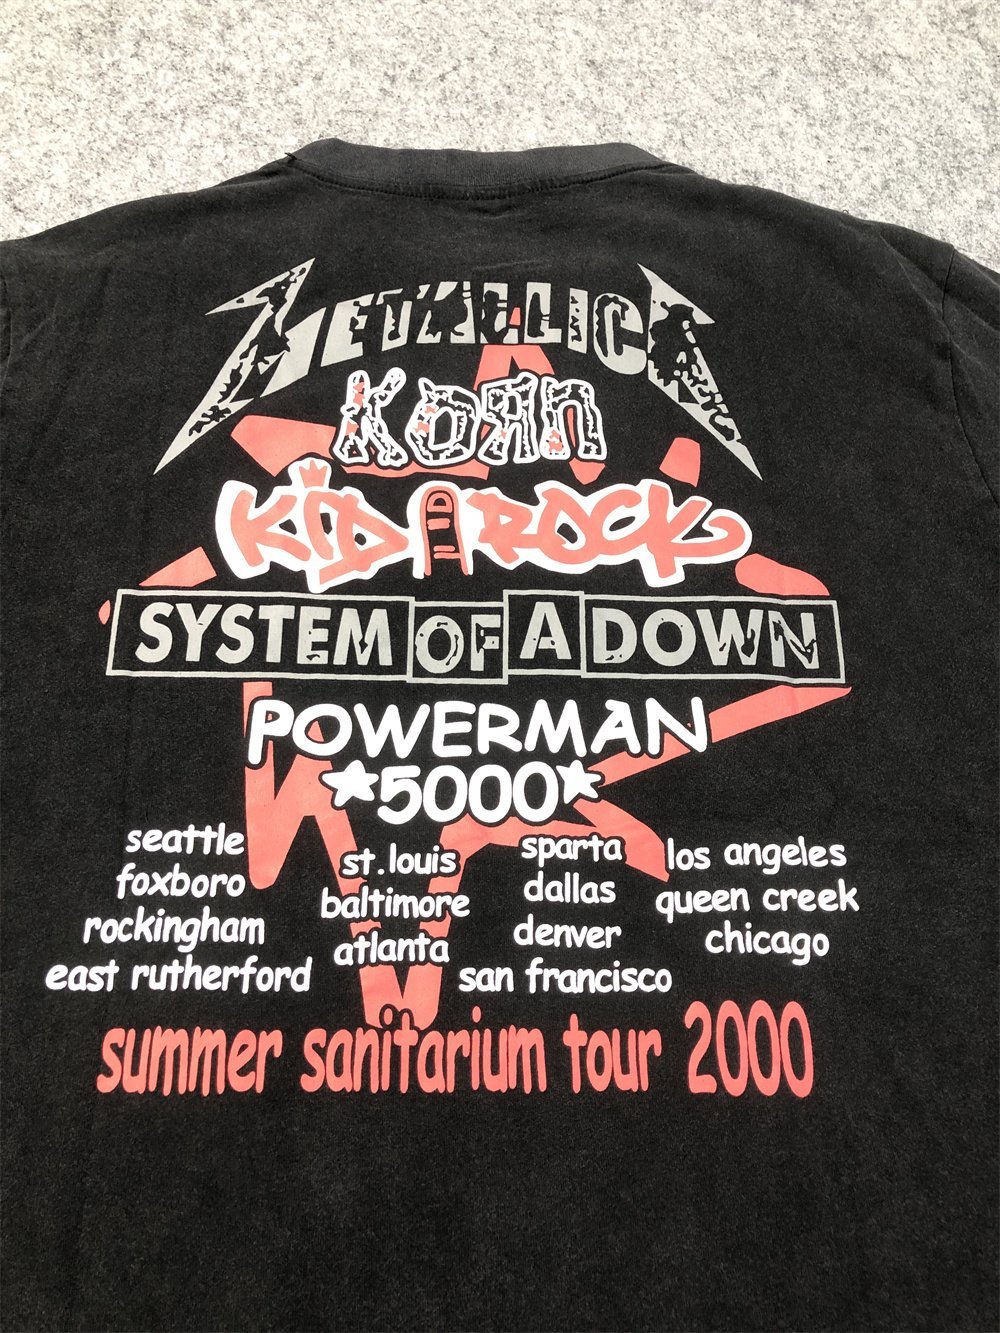 METALLICA
KoЯn
KID ROCK
SYSTEM OF A DOWN
POWERMAN
5000
seattle
foxboro
rockingham
east rutherford
st.louis
baltimore
atlanta
sparta
dallas
denver
san francisco
los angeles
queen creek
chicago
summer sanitarium tour 2000